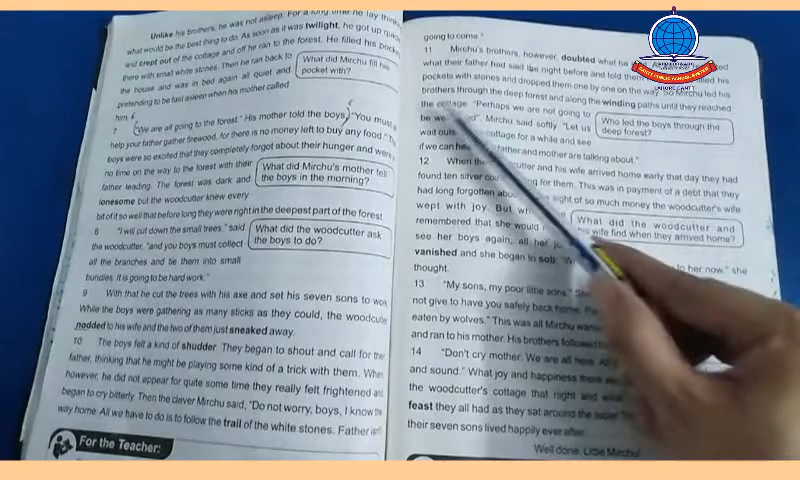 Unlike his brothers, he was not asleep. For a long time he lay
what would be the best thing to do. As soon as it was twilight, he got up
and crept out of the cottage and off he ran to the forest. He filled his
there with small white stones. Then he ran back to
the house and was in bed again all quiet and
pretending to be fast asleep when his mother called
him.
What did Mirchu fill his
pocket with?
7 "We are all going to the forest" His mother told the boys, "You must
help your father gather firewood, for there is no money left to buy any food."
boys were so excited that they completely forgot about their hunger and
no time on the way to the forest with their
father leading. The forest was dark and
lonesome but the woodcutter knew every
What did Mirchu's mother tell
the boys in the morning?
bit of it so well that before long they were right in the deepest part of the forest.
8 "I will cut down the small trees." said
the woodcutter, "and you boys must collect
all the branches and tie them into small
bundles. It is going to be hard work."
What did the woodcutter ask
the boys to do?
9 With that he cut the trees with his axe and set his seven sons to
While the boys were gathering as many sticks as they could, the woodcutter
nodded to his wife and the two of them just sneaked away.
10 The boys felt a kind of shudder. They began to shout and call for their
father, thinking that he might be playing some kind of a trick with them. When
however, he did not appear for quite some time they really felt frightened and
began to cry bitterly. Then the clever Mirchu said, "Do not worry, boys, I know the
way home. All we have to do is to follow the trail of the white stones. Father
For the Teacher:
going to come."
11 Mirchu's brothers, however, doubted what he
what their father had said the night before and told them
pockets with stones and dropped them one by one on the way. So Mirchu led his
brothers through the deep forest and along the winding paths until they reached
the cottage. "Perhaps we are not going to
Mirchu said softly. "Let us
wait cottage for a while and see
if we can father and mother are talking about."
Who led the boys through the
deep forest?
12 When the cutter and his wife arrived home early that day they had
found ten silver for them. This was in payment of a debt that they
had long forgotten sight of so much money the woodcutter's wife
wept with joy. But
remembered that she would
see her boys again, all her
vanished and she began to sob. to her now." she
thought.
What did the woodcutter and
his wife find when they arrived home?
13 "My sons, my poor little sons."
not give to have you safely back home.
eaten by wolves." This was all Mirchu
and ran to his mother. His brothers followed
14 "Don't cry mother. We are all here.
and sound." What joy and happiness there
the woodcutter's cottage that night and
feast they all had as they sat around the
their seven sons lived happily ever after.
Well done, Little Mirchu!
LAHORE CANTT